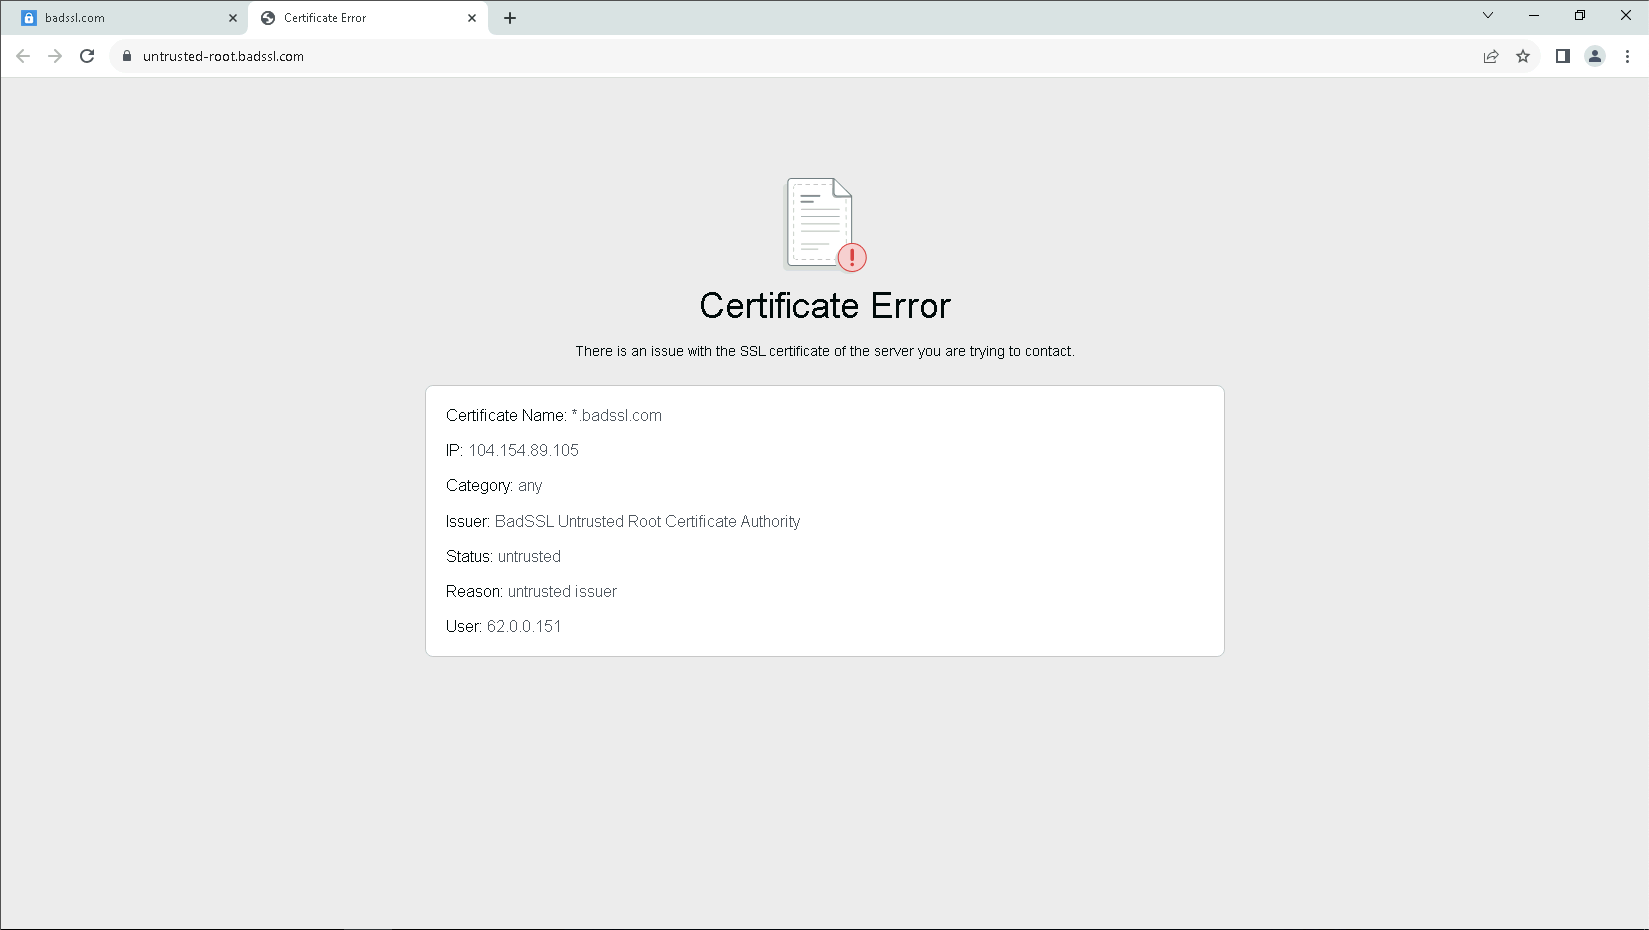 badssl.com
Certificate Error
untrusted-root.badssl.com
Certificate Error
There is an issue with the SSL certificate of the server you are trying to contact.
Certificate Name: *.badssl.com
IP: 104.154.89.105
Category: any
Issuer: BadSSL Untrusted Root Certificate Authority
Status: untrusted
Reason: untrusted issuer
User: 62.0.0.151